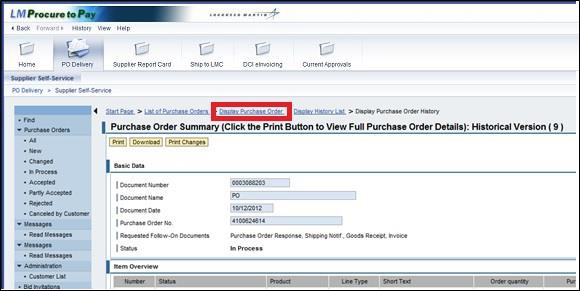 LM Procure to Pay
LOCKHEED MARTIN
Back Forward History View Help
Home PO Delivery Supplier Report Card Ship to LMC DCI eInvoicing Current Approvals
Supplier Self-Service
PO Delivery > Supplier Self-Service
Start Page > List of Purchase Orders > Display Purchase Order > Display History List > Display Purchase Order History
Find
Purchase Orders
All
New
Changed
In Process
Accepted
Partly Accepted
Rejected
Canceled by Customer
Messages
Read Messages
Messages
Read Messages
Administration
Customer List
Bid Invitations
Purchase Order Summary (Click the Print Button to View Full Purchase Order Details): Historical Version ( 9 )
Print Download Print Changes
Basic Data
Document Number 0003088203
Document Name PO
Document Date 10/12/2012
Purchase Order No. 4100624614
Requested Follow-On Documents Purchase Order Response, Shipping Notif., Goods Receipt, Invoice
Status In Process
Item Overview
Number Status Product Line Type Short Text Order quantity Pur